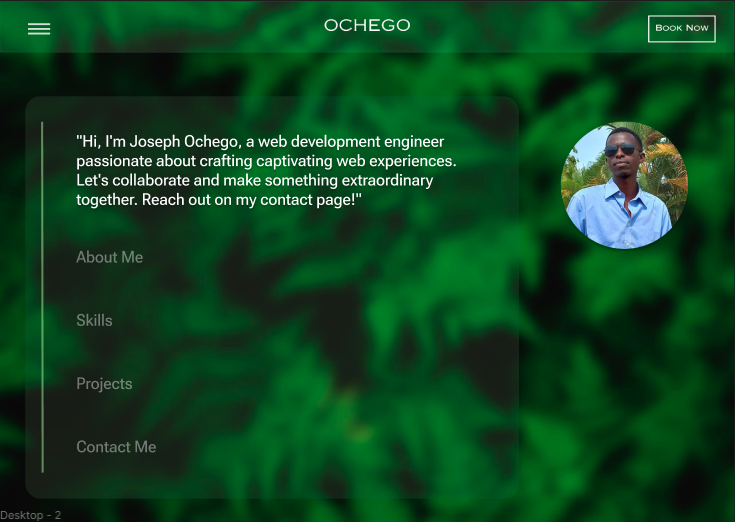 OCHEGO
Book Now
"Hi, I'm Joseph Ochego, a web development engineer
passionate about crafting captivating web experiences.
Let's collaborate and make something extraordinary
together. Reach out on my contact page!"
About Me
Skills
Projects
Contact Me
Desktop - 2